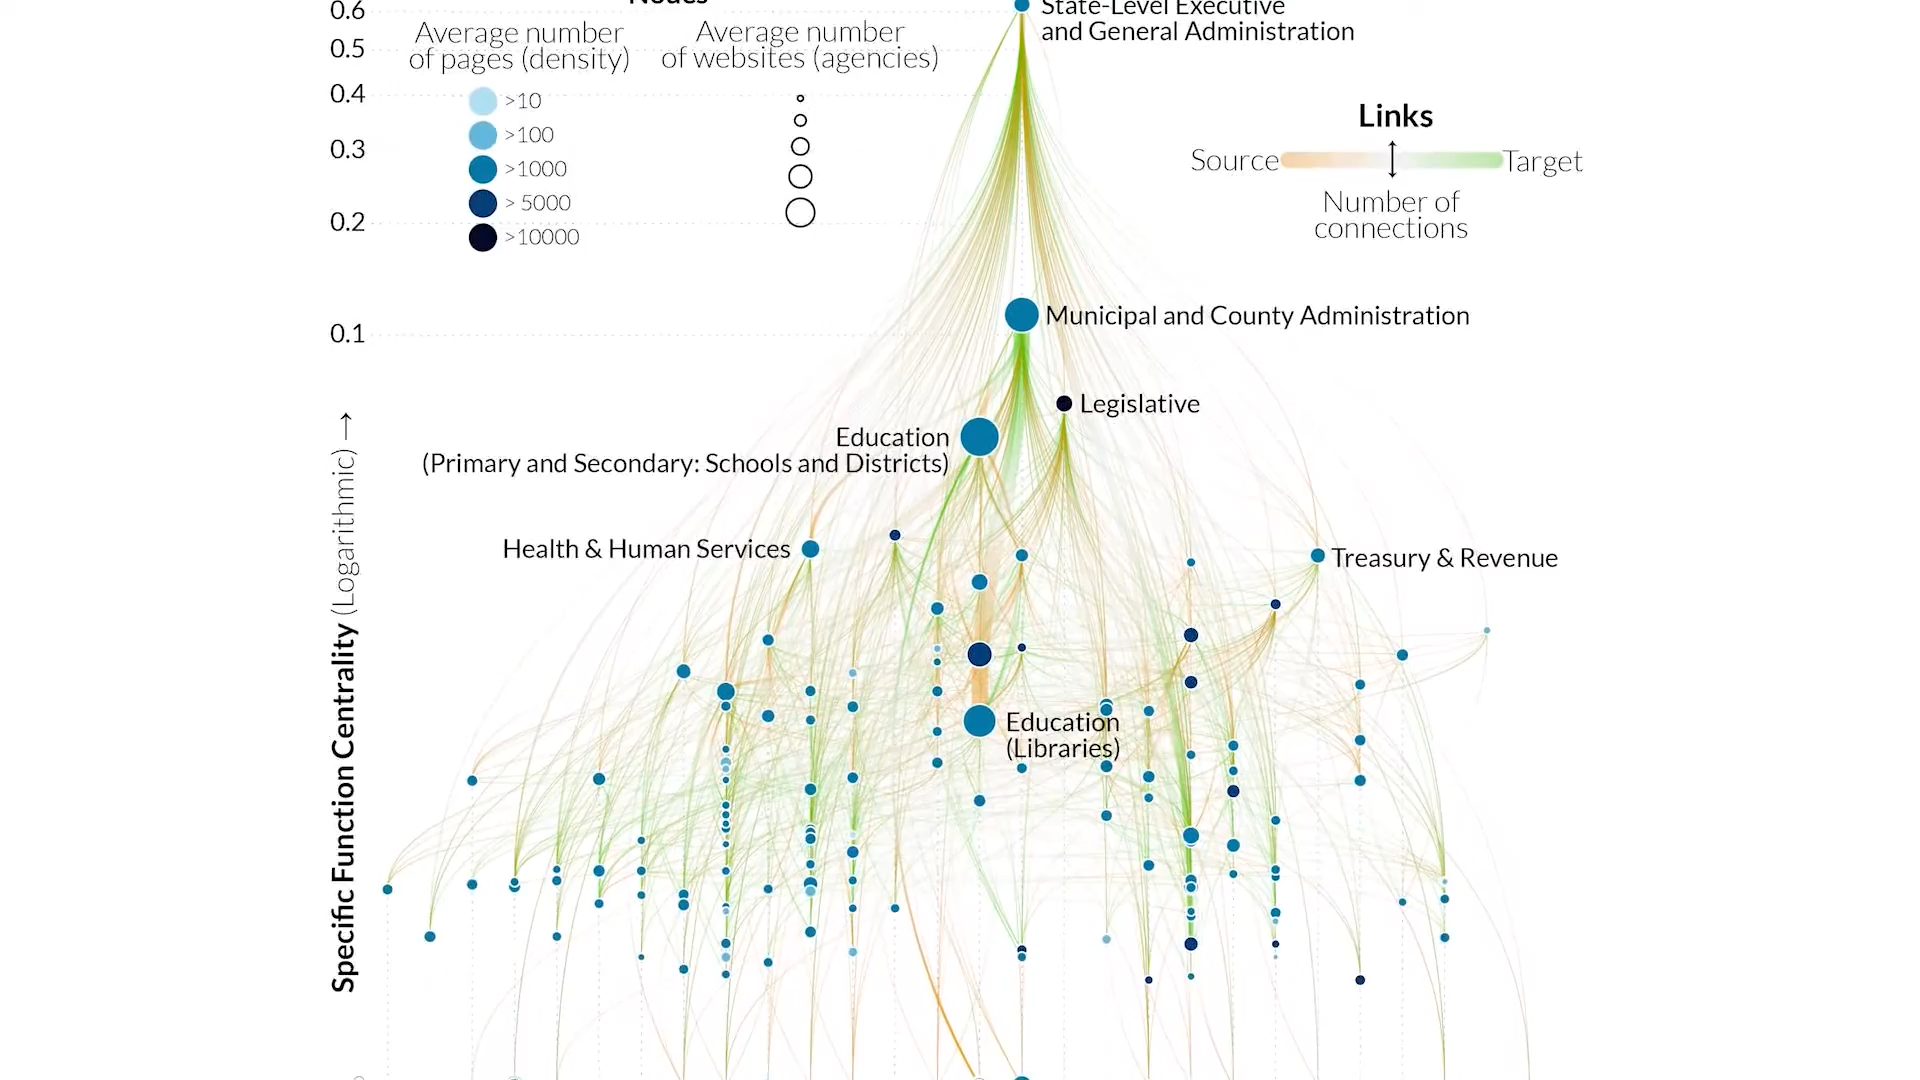 Nodes
0.6
0.5
0.4
0.3
0.2
0.1
Average number
of pages (density)
>10
>100
>1000
> 5000
>10000
Average number
of websites (agencies)
State-Level Executive
and General Administration
Links
Source
Target
Number of
connections
Municipal and County Administration
Legislative
Education
(Primary and Secondary: Schools and Districts)
Health & Human Services
Treasury & Revenue
Education
(Libraries)
Specific Function Centrality (Logarithmic) →